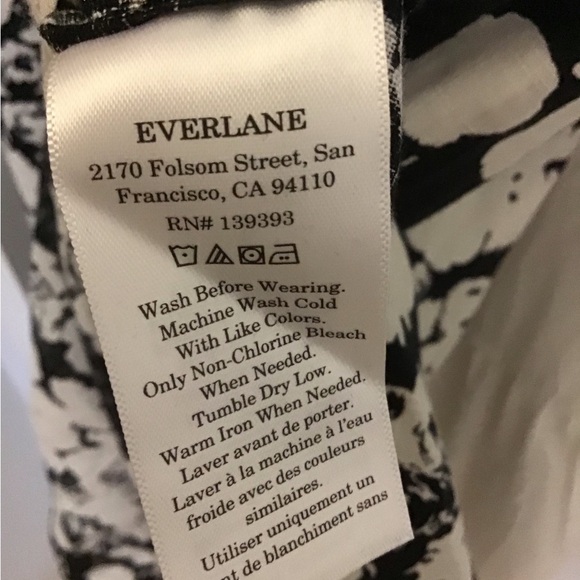 EVERLANE
2170 Folsom Street, San
Francisco, CA 94110
RN# 139393
Wash Before Wearing.
Machine Wash Cold
With Like Colors.
Only Non-Chlorine Bleach
When Needed.
Tumble Dry Low.
Warm Iron When Needed.
Laver avant de porter.
Laver à la machine à l'eau
froide avec des couleurs
similaires.
Utiliser uniquement un
de blanchiment sans